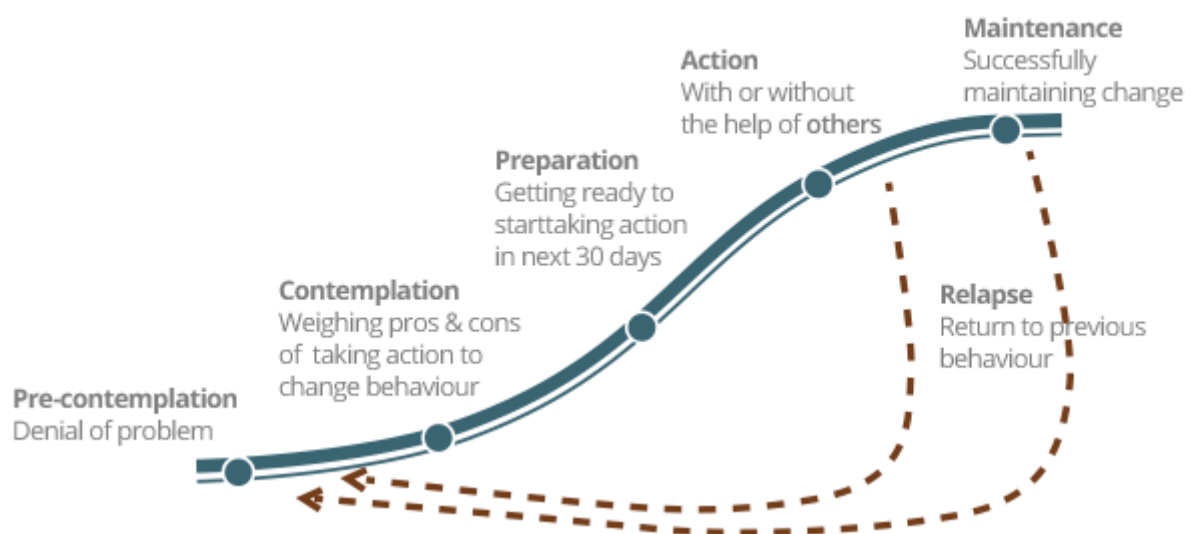 Maintenance
Successfully
maintaining change
Action
With or without
the help of others
Preparation
Getting ready to
starttaking action
in next 30 days
Contemplation
Weighing pros & cons
of taking action to
change behaviour
Relapse
Return to previous
behaviour
Pre-contemplation
Denial of problem